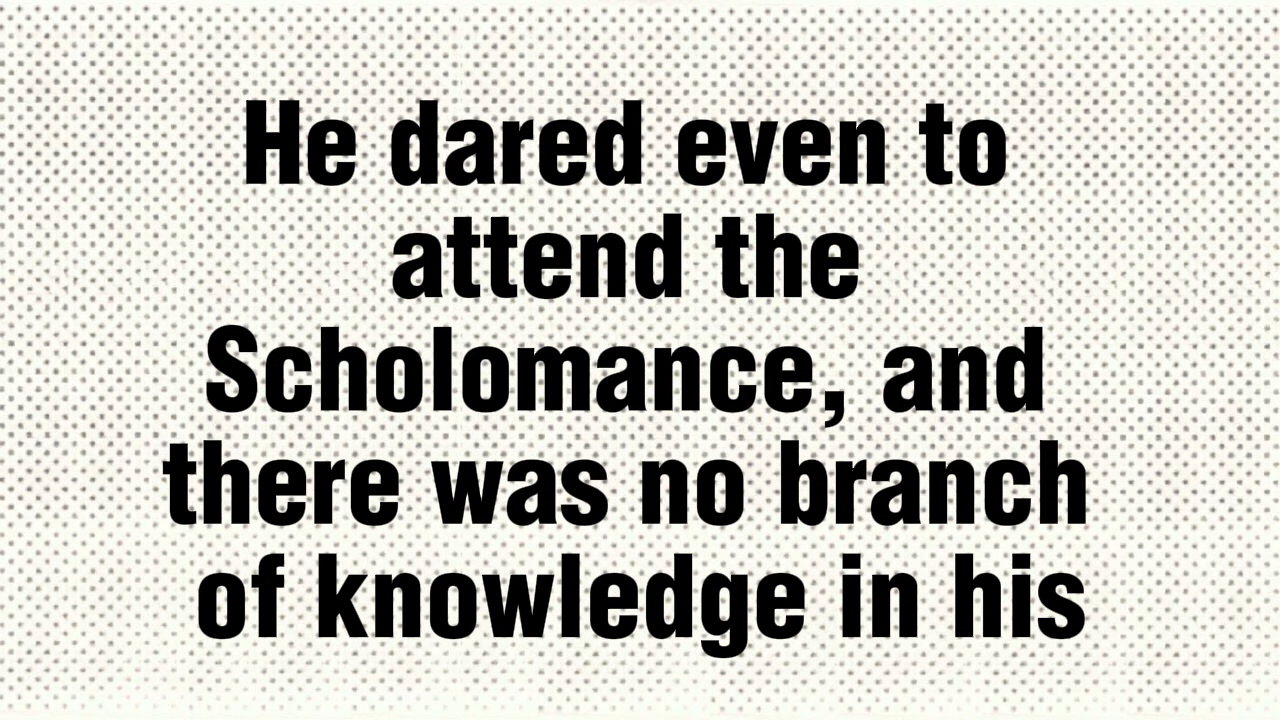 He dared even to
attend the
Scholomance, and
there was no branch
of knowledge in his